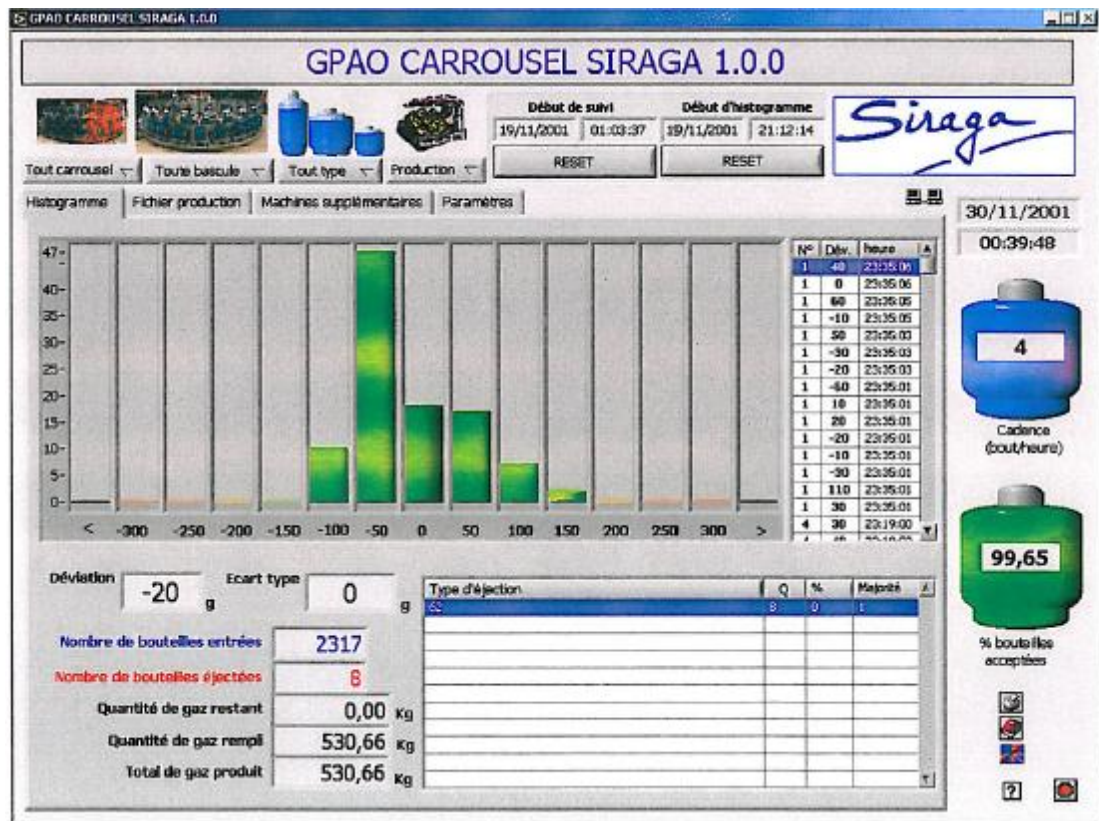 GPAO CARROUSEL SIRAGA 1.0.0
GPAO CARROUSEL SIRAGA 1.0.0
Début de suivi
Début d'histogramme
19/11/2001 01:03:37
19/11/2001 21:12:14
RESET
RESET
Siraga
Tout carrousel
Toute bascule
Tout type
Production
Histogramme
Fichier production
Machines supplémentaires
Paramètres
30/11/2001
00:39:48
47-
40-
35-
30-
25-
20-
15-
10-
5-
0-
< -300 -250 -200 -150 -100 -50 0 50 100 150 200 250 300 >
N° Dév. heure
1 40 23:35:06
1 0 23:35:06
1 60 23:35:05
1 -10 23:35:05
1 50 23:35:03
1 -30 23:35:03
1 -20 23:35:03
1 -60 23:35:01
1 10 23:35:01
1 20 23:35:01
1 -20 23:35:01
1 -10 23:35:01
1 -30 23:35:01
1 110 23:35:01
1 30 23:35:01
4 30 23:19:00
4
Cadence
(bout/heure)
99,65
% bouteilles
acceptées
Déviation -20 g
Ecart type 0 g
Type d'éjection Q % Majorité
62 8 0 1
Nombre de bouteilles entrées 2317
Nombre de bouteilles éjectées 8
Quantité de gaz restant 0,00 Kg
Quantité de gaz rempli 530,66 Kg
Total de gaz produit 530,66 Kg
?